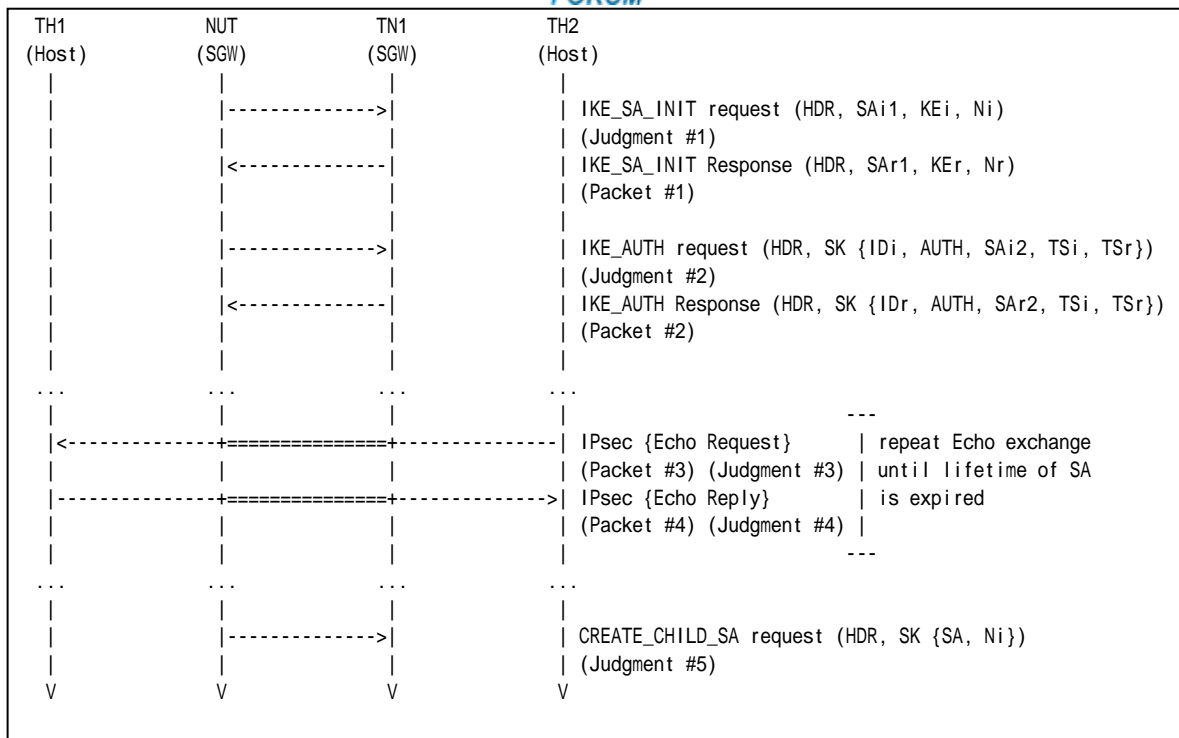 FORUM
TH1 NUT TN1 TH2
(Host) (SGW) (SGW) (Host)
| | | |
| |-------------->| | IKE_SA_INIT request (HDR, SAi1, KEi, Ni)
| | | | (Judgment #1)
| |<--------------| | IKE_SA_INIT Response (HDR, SAr1, KEr, Nr)
| | | | (Packet #1)
| | | |
| |-------------->| | IKE_AUTH request (HDR, SK {IDi, AUTH, SAi2, TSi, TSr})
| | | | (Judgment #2)
| |<--------------| | IKE_AUTH Response (HDR, SK {IDr, AUTH, SAr2, TSi, TSr})
| | | | (Packet #2)
| | | |
... ... ... ...
| | | | ---
|<--------------+===============+--------------| IPsec {Echo Request} | repeat Echo exchange
| | | | (Packet #3) (Judgment #3) | until lifetime of SA
|---------------+===============+------------->| IPsec {Echo Reply} | is expired
| | | | (Packet #4) (Judgment #4) |
| | | | ---
... ... ... ...
| | | |
| |-------------->| | CREATE_CHILD_SA request (HDR, SK {SA, Ni})
| | | | (Judgment #5)
V V V V